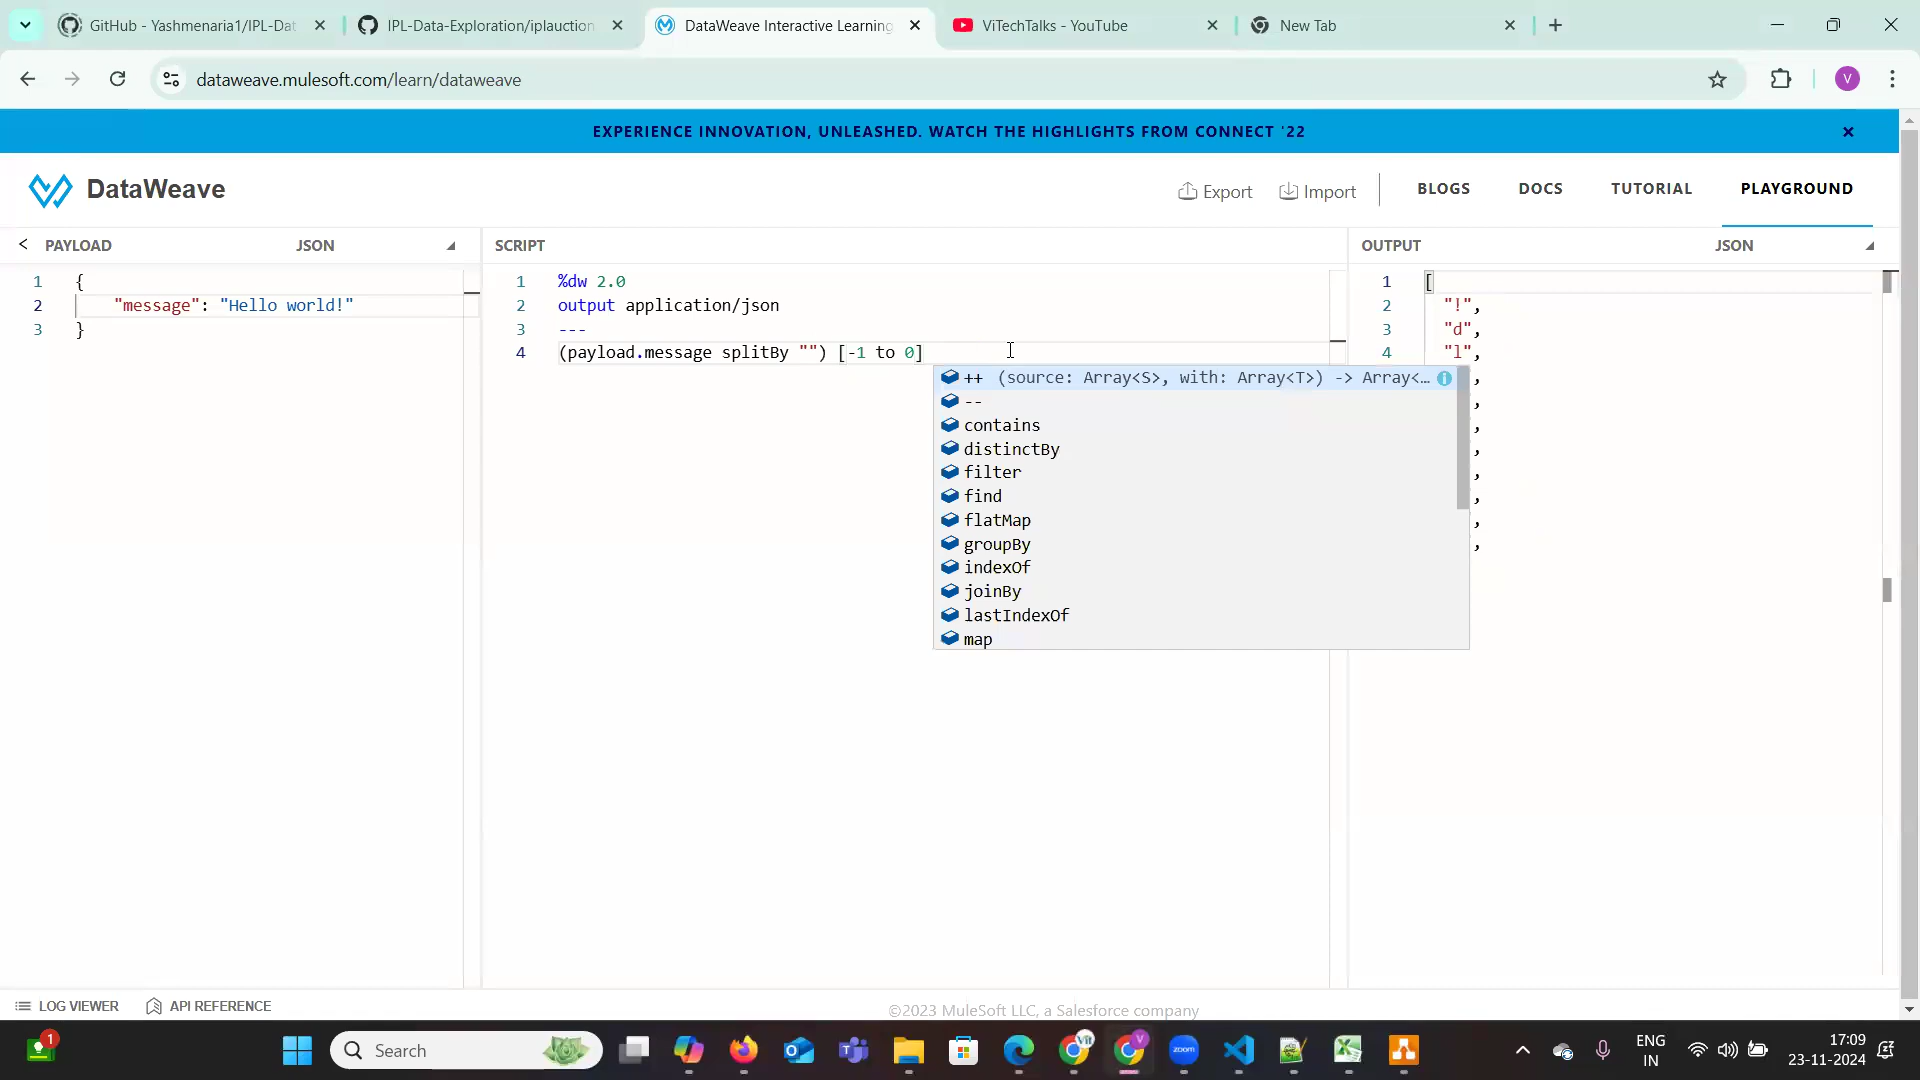 GitHub - Yashmenaria1/IPL-Dat
IPL-Data-Exploration/iplauction
DataWeave Interactive Learning
ViTechTalks - YouTube
New Tab
dataweave.mulesoft.com/learn/dataweave
V
EXPERIENCE INNOVATION, UNLEASHED. WATCH THE HIGHLIGHTS FROM CONNECT '22
DataWeave
Export
Import
BLOGS
DOCS
TUTORIAL
PLAYGROUND
PAYLOAD
JSON
SCRIPT
OUTPUT
JSON
1 {
2 "message": "Hello world!"
3 }
1 %dw 2.0
2 output application/json
3 ---
4 (payload.message splitBy "") [-1 to 0]
++ (source: Array<S>, with: Array<T>) -> Array<...
--
contains
distinctBy
filter
find
flatMap
groupBy
indexOf
joinBy
lastIndexOf
map
1 [
2 "!",
3 "d",
4 "l",
,
,
,
,
,
,
,
,
LOG VIEWER
API REFERENCE
©2023 MuleSoft LLC, a Salesforce company
1
Search
Vit
V
zoom
ENG
IN
17:09
23-11-2024